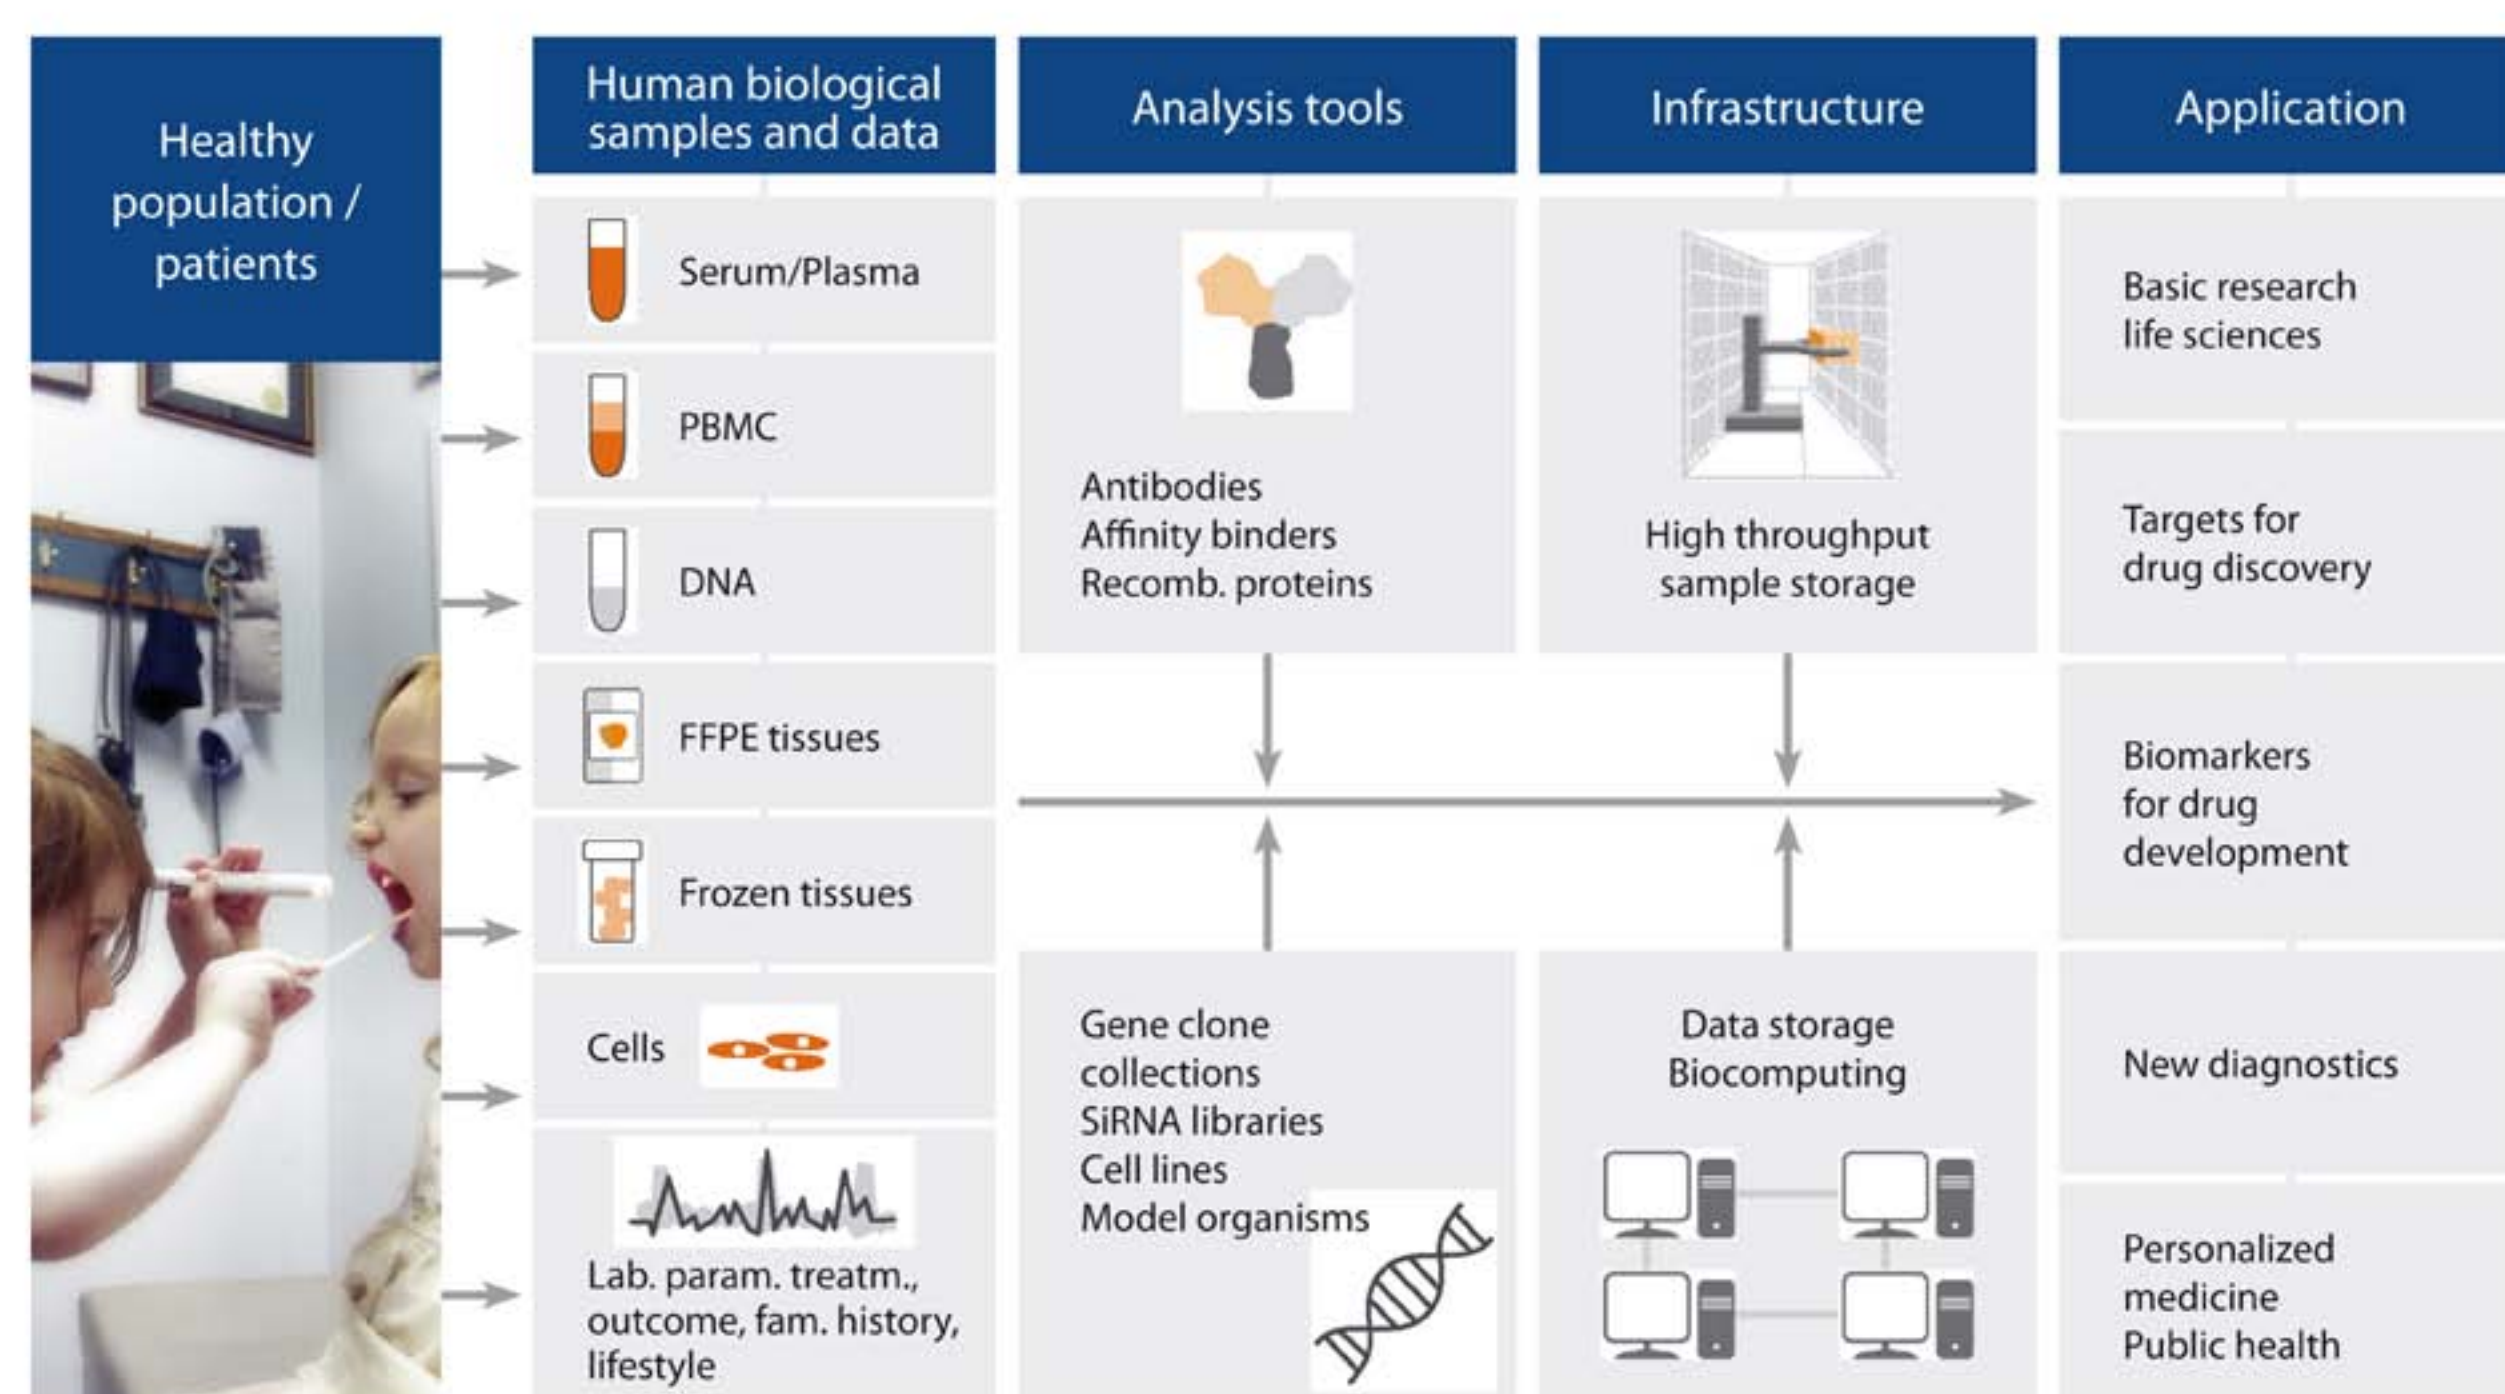 Healthy
population /
patients
Human biological
samples and data
Serum/Plasma
PBMC
DNA
FFPE tissues
Frozen tissues
Cells
Lab. param. treatm.,
outcome, fam. history,
lifestyle
Analysis tools
Antibodies
Affinity binders
Recomb. proteins
Gene clone
collections
SiRNA libraries
Cell lines
Model organisms
Infrastructure
High throughput
sample storage
Data storage
Biocomputing
Application
Basic research
life sciences
Targets for
drug discovery
Biomarkers
for drug
development
New diagnostics
Personalized
medicine
Public health